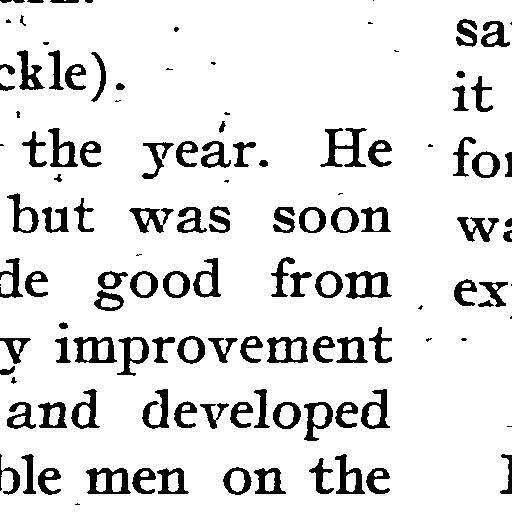 ckle).
the year. He
but was soon
de good from
y improvement
and developed
ble men on the
sa
it
for
wa
ex